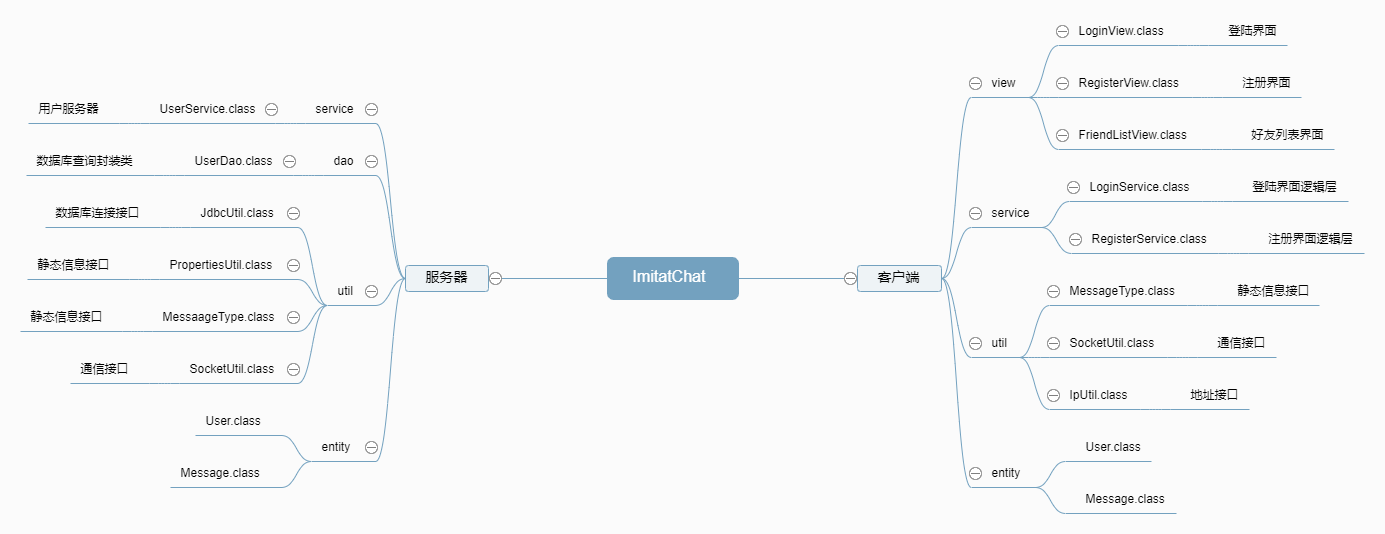 ImitatChat
服务器
service
UserService.class
用户服务器
dao
UserDao.class
数据库查询封装类
util
JdbcUtil.class
数据库连接接口
PropertiesUtil.class
静态信息接口
MessaageType.class
静态信息接口
SocketUtil.class
通信接口
entity
User.class
Message.class
客户端
view
LoginView.class
登陆界面
RegisterView.class
注册界面
FriendListView.class
好友列表界面
service
LoginService.class
登陆界面逻辑层
RegisterService.class
注册界面逻辑层
util
MessageType.class
静态信息接口
SocketUtil.class
通信接口
IpUtil.class
地址接口
entity
User.class
Message.class